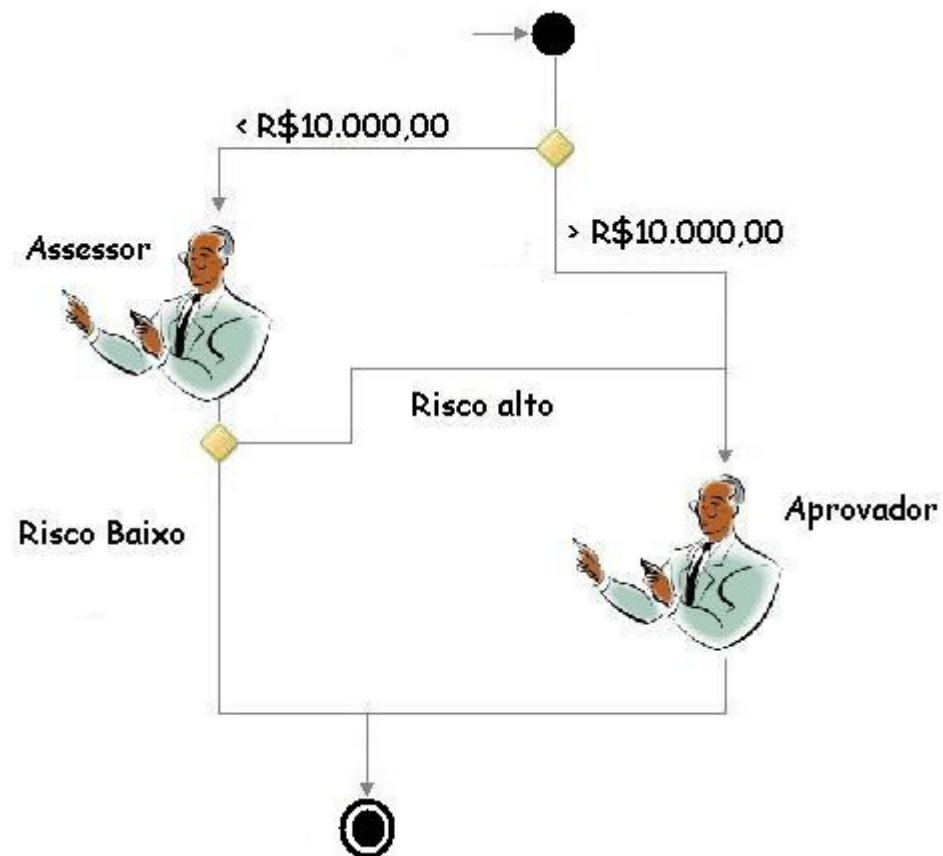 < R$10.000,00
> R$10.000,00
Assessor
Risco alto
Aprovador
Risco Baixo